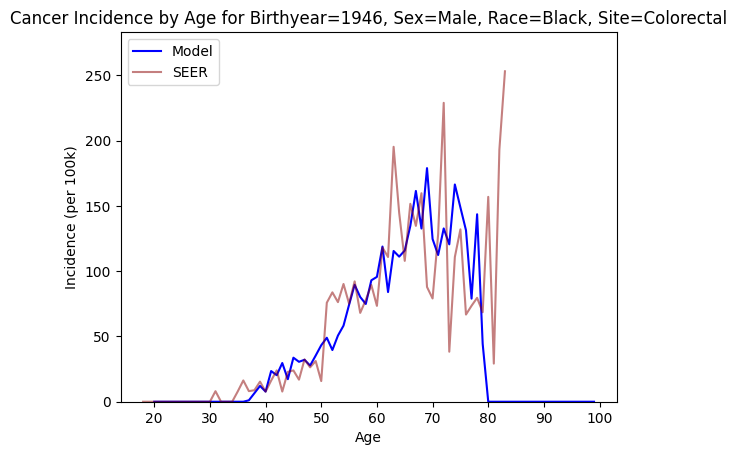 Cancer Incidence by Age for Birthyear=1946, Sex=Male, Race=Black, Site=Colorectal
Model
SEER
Incidence (per 100k)
250
200
150
100
50
0
20 30 40 50 60 70 80 90 100
Age